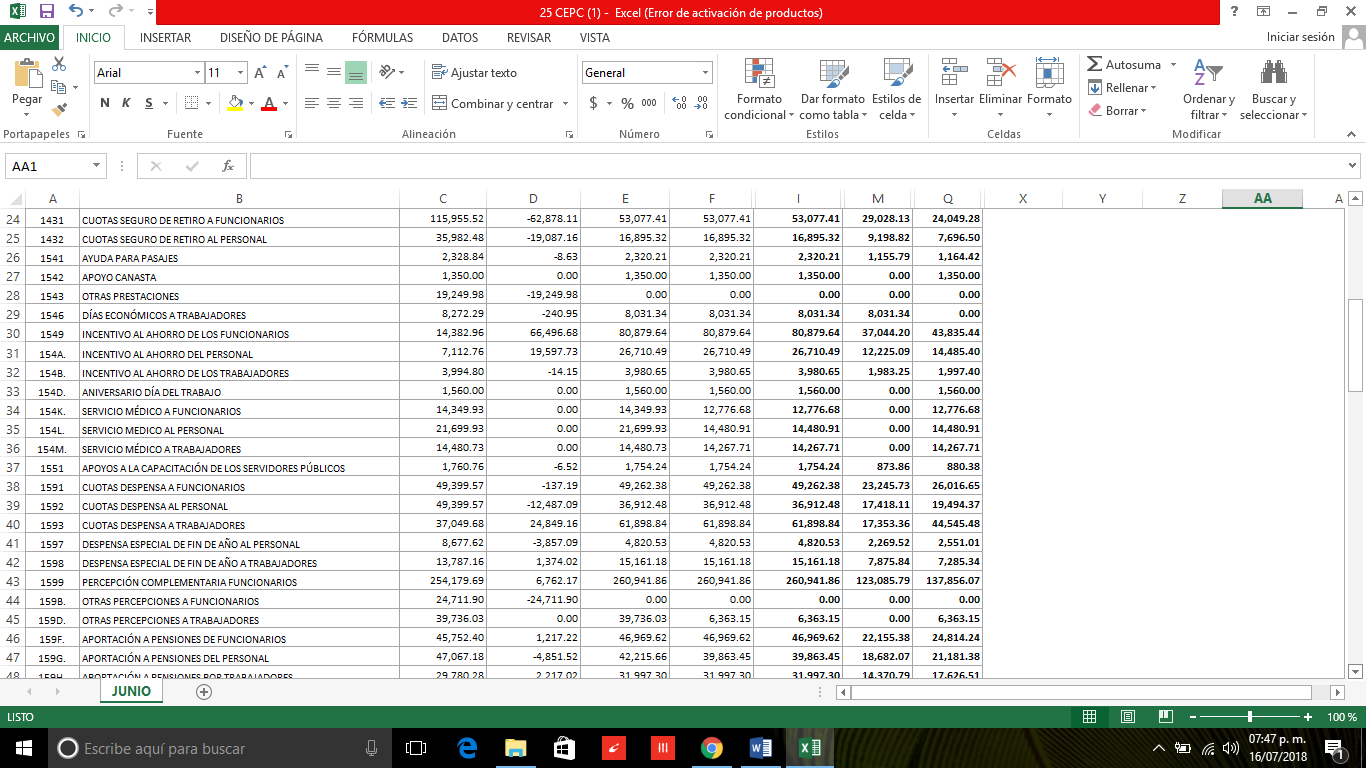 25 CEPC (1) -  Excel (Error de activación de productos)
ARCHIVO INICIO INSERTAR DISEÑO DE PÁGINA FÓRMULAS DATOS REVISAR VISTA Iniciar sesión
Pegar Arial 11 Ajustar texto General Formato condicional Dar formato como tabla Estilos de celda Insertar Eliminar Formato Autosuma Rellenar Borrar Ordenar y filtrar Buscar y seleccionar
N K S Combinar y centrar $ % 000
Portapapeles Fuente Alineación Número Estilos Celdas Modificar
AA1 fx
A B C D E F I M Q X Y Z AA A
24 1431 CUOTAS SEGURO DE RETIRO A FUNCIONARIOS 115,955.52 -62,878.11 53,077.41 53,077.41 53,077.41 29,028.13 24,049.28
25 1432 CUOTAS SEGURO DE RETIRO AL PERSONAL 35,982.48 -19,087.16 16,895.32 16,895.32 16,895.32 9,198.82 7,696.50
26 1541 AYUDA PARA PASAJES 2,328.84 -8.63 2,320.21 2,320.21 2,320.21 1,155.79 1,164.42
27 1542 APOYO CANASTA 1,350.00 0.00 1,350.00 1,350.00 1,350.00 0.00 1,350.00
28 1543 OTRAS PRESTACIONES 19,249.98 -19,249.98 0.00 0.00 0.00 0.00 0.00
29 1546 DÍAS ECONÓMICOS A TRABAJADORES 8,272.29 -240.95 8,031.34 8,031.34 8,031.34 8,031.34 0.00
30 1549 INCENTIVO AL AHORRO DE LOS FUNCIONARIOS 14,382.96 66,496.68 80,879.64 80,879.64 80,879.64 37,044.20 43,835.44
31 154A. INCENTIVO AL AHORRO DEL PERSONAL 7,112.76 19,597.73 26,710.49 26,710.49 26,710.49 12,225.09 14,485.40
32 154B. INCENTIVO AL AHORRO DE LOS TRABAJADORES 3,994.80 -14.15 3,980.65 3,980.65 3,980.65 1,983.25 1,997.40
33 154D. ANIVERSARIO DÍA DEL TRABAJO 1,560.00 0.00 1,560.00 1,560.00 1,560.00 0.00 1,560.00
34 154K. SERVICIO MÉDICO A FUNCIONARIOS 14,349.93 0.00 14,349.93 12,776.68 12,776.68 0.00 12,776.68
35 154L. SERVICIO MEDICO AL PERSONAL 21,699.93 0.00 21,699.93 14,480.91 14,480.91 0.00 14,480.91
36 154M. SERVICIO MÉDICO A TRABAJADORES 14,480.73 0.00 14,480.73 14,267.71 14,267.71 0.00 14,267.71
37 1551 APOYOS A LA CAPACITACIÓN DE LOS SERVIDORES PÚBLICOS 1,760.76 -6.52 1,754.24 1,754.24 1,754.24 873.86 880.38
38 1591 CUOTAS DESPENSA A FUNCIONARIOS 49,399.57 -137.19 49,262.38 49,262.38 49,262.38 23,245.73 26,016.65
39 1592 CUOTAS DESPENSA AL PERSONAL 49,399.57 -12,487.09 36,912.48 36,912.48 36,912.48 17,418.11 19,494.37
40 1593 CUOTAS DESPENSA A TRABAJADORES 37,049.68 24,849.16 61,898.84 61,898.84 61,898.84 17,353.36 44,545.48
41 1597 DESPENSA ESPECIAL DE FIN DE AÑO AL PERSONAL 8,677.62 -3,857.09 4,820.53 4,820.53 4,820.53 2,269.52 2,551.01
42 1598 DESPENSA ESPECIAL DE FIN DE AÑO A TRABAJADORES 13,787.16 1,374.02 15,161.18 15,161.18 15,161.18 7,875.84 7,285.34
43 1599 PERCEPCIÓN COMPLEMENTARIA FUNCIONARIOS 254,179.69 6,762.17 260,941.86 260,941.86 260,941.86 123,085.79 137,856.07
44 159B. OTRAS PERCEPCIONES A FUNCIONARIOS 24,711.90 -24,711.90 0.00 0.00 0.00 0.00 0.00
45 159D. OTRAS PERCEPCIONES A TRABAJADORES 39,736.03 0.00 39,736.03 6,363.15 6,363.15 0.00 6,363.15
46 159F. APORTACIÓN A PENSIONES DE FUNCIONARIOS 45,752.40 1,217.22 46,969.62 46,969.62 46,969.62 22,155.38 24,814.24
47 159G. APORTACIÓN A PENSIONES DEL PERSONAL 47,067.18 -4,851.52 42,215.66 39,863.45 39,863.45 18,682.07 21,181.38
48 159H. APORTACIÓN A PENSIONES POR TRABAJADORES 29,780.28 2,217.02 31,997.30 31,997.30 31,997.30 14,370.79 17,626.51
JUNIO
LISTO 100 %
Escribe aquí para buscar 07:47 p. m.
16/07/2018